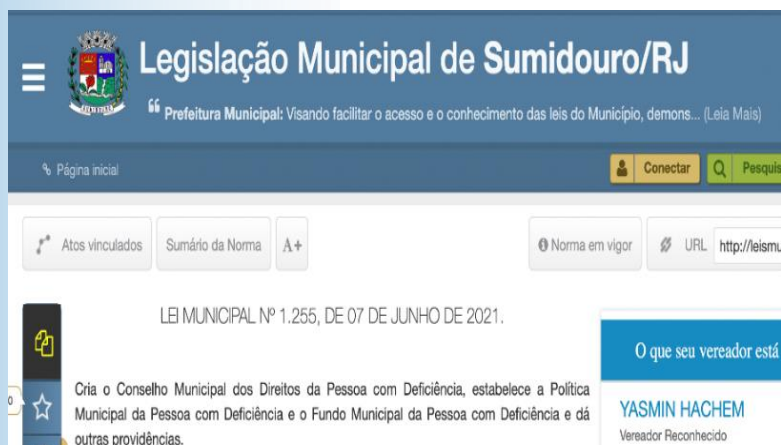 Legislação Municipal de Sumidouro/RJ
“ Prefeitura Municipal: Visando facilitar o acesso e o conhecimento das leis do Município, demons... (Leia Mais)
Página inicial
Conectar
Pesquis
Atos vinculados
Sumário da Norma
A+
Norma em vigor
URL
http://leismu
LEI MUNICIPAL Nº 1.255, DE 07 DE JUNHO DE 2021.
O que seu vereador está
Cria o Conselho Municipal dos Direitos da Pessoa com Deficiência, estabelece a Política
Municipal da Pessoa com Deficiência e o Fundo Municipal da Pessoa com Deficiência e dá
outras providências.
YASMIN HACHEM
Vereador Reconhecido